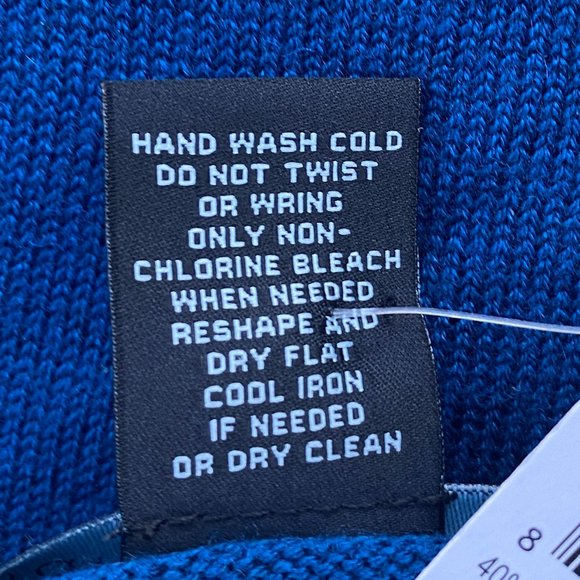 HAND WASH COLD
DO NOT TWIST
OR WRING
ONLY NON-
CHLORINE BLEACH
WHEN NEEDED
RESHAPE AND
DRY FLAT
COOL IRON
IF NEEDED
OR DRY CLEAN
8